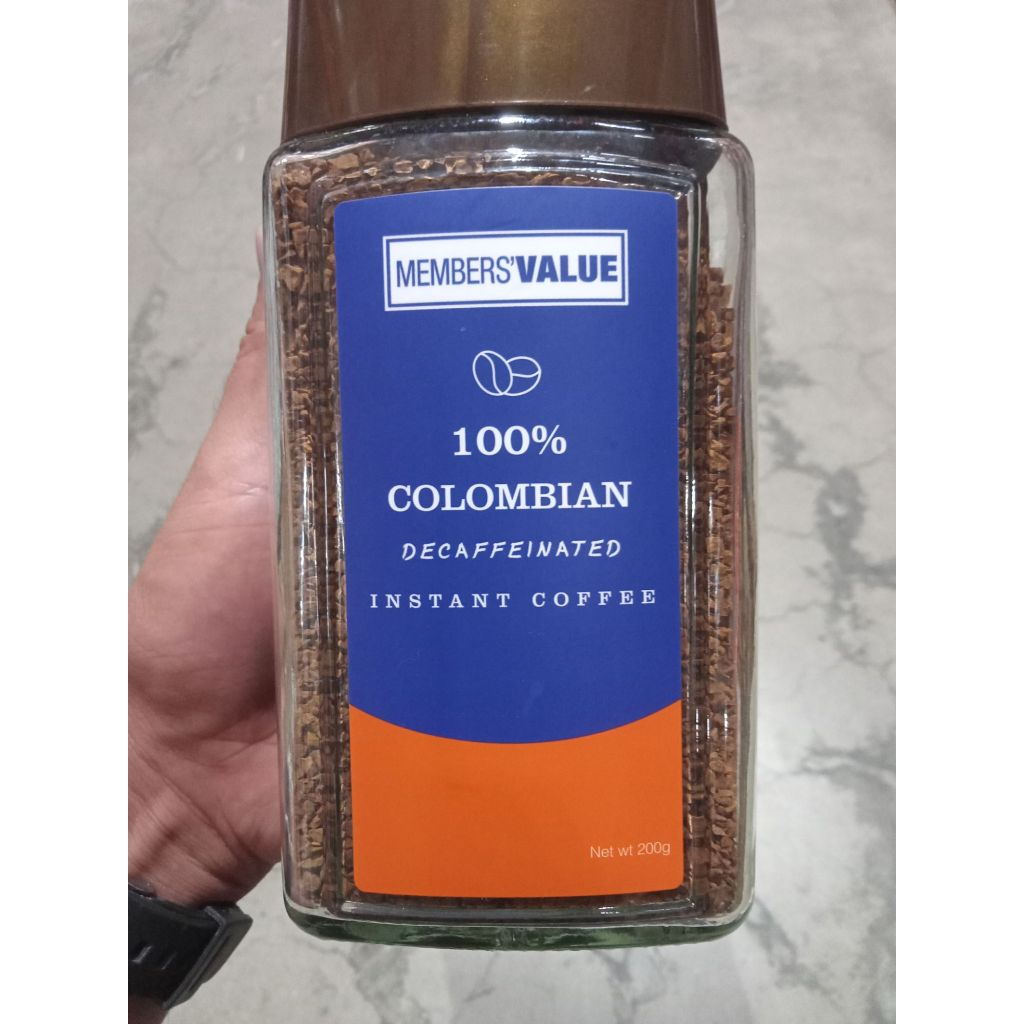 MEMBERS'VALUE
100%
COLOMBIAN
DECAFFEINATED
INSTANT COFFEE
Net wt 200g